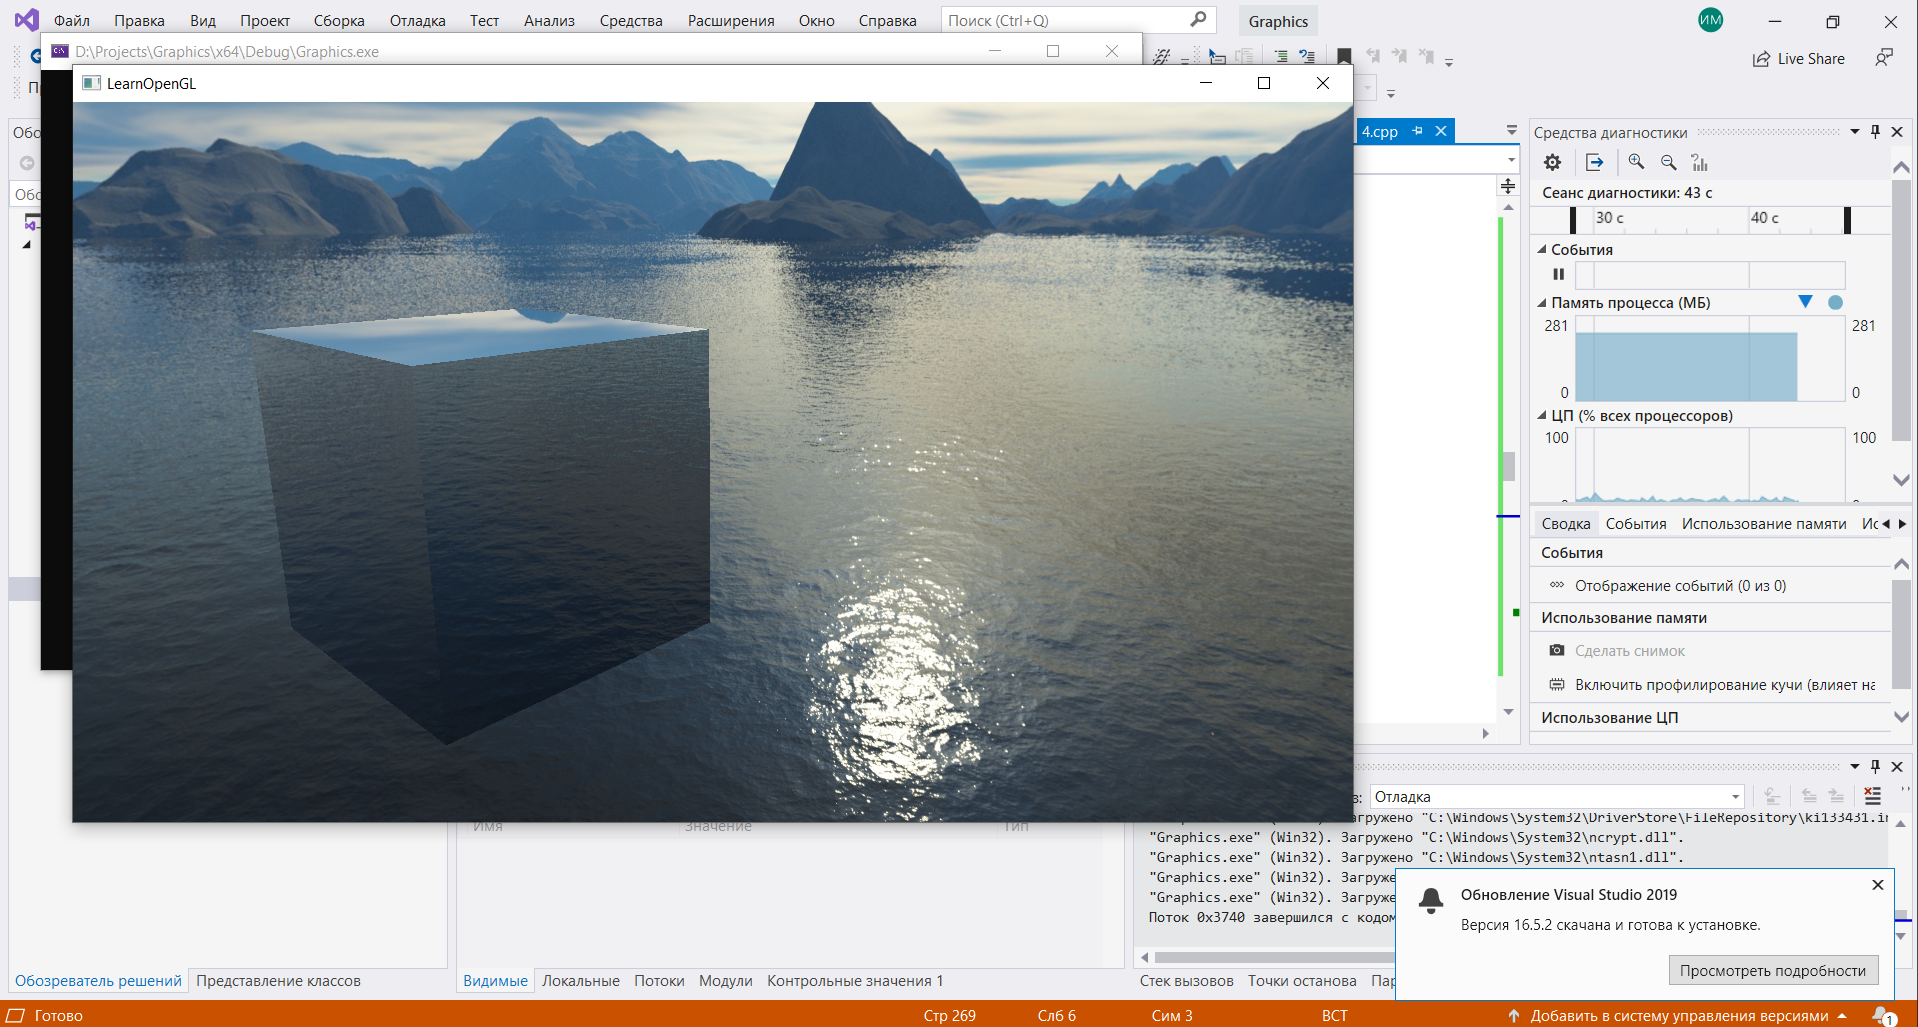 Файл Правка Вид Проект Сборка Отладка Тест Анализ Средства Расширения Окно Справка Поиск (Ctrl+Q) Graphics ИМ
D:\Projects\Graphics\x64\Debug\Graphics.exe
Live Share
LearnOpenGL
4.cpp
Средства диагностики
Сеанс диагностики: 43 с
30 с 40 с
События
Память процесса (МБ)
281 281
0 0
ЦП (% всех процессоров)
100 100
Сводка События Использование памяти
События
Отображение событий (0 из 0)
Использование памяти
Сделать снимок
Включить профилирование кучи (влияет на
Использование ЦП
Отладка
Имя Значение Тип
Загружено "C:\Windows\System32\DriverStore\FileRepository\ki133431.in
"Graphics.exe" (Win32). Загружено "C:\Windows\System32\ncrypt.dll".
"Graphics.exe" (Win32). Загружено "C:\Windows\System32\ntasn1.dll".
"Graphics.exe" (Win32). Загруже
"Graphics.exe" (Win32). Загруже
Поток 0x3740 завершился с кодом
Обновление Visual Studio 2019
Версия 16.5.2 скачана и готова к установке.
Просмотреть подробности
Обозреватель решений Представление классов
Видимые Локальные Потоки Модули Контрольные значения 1
Стек вызовов Точки останова
Готово Стр 269 Слб 6 Сим 3 ВСТ Добавить в систему управления версиями 1